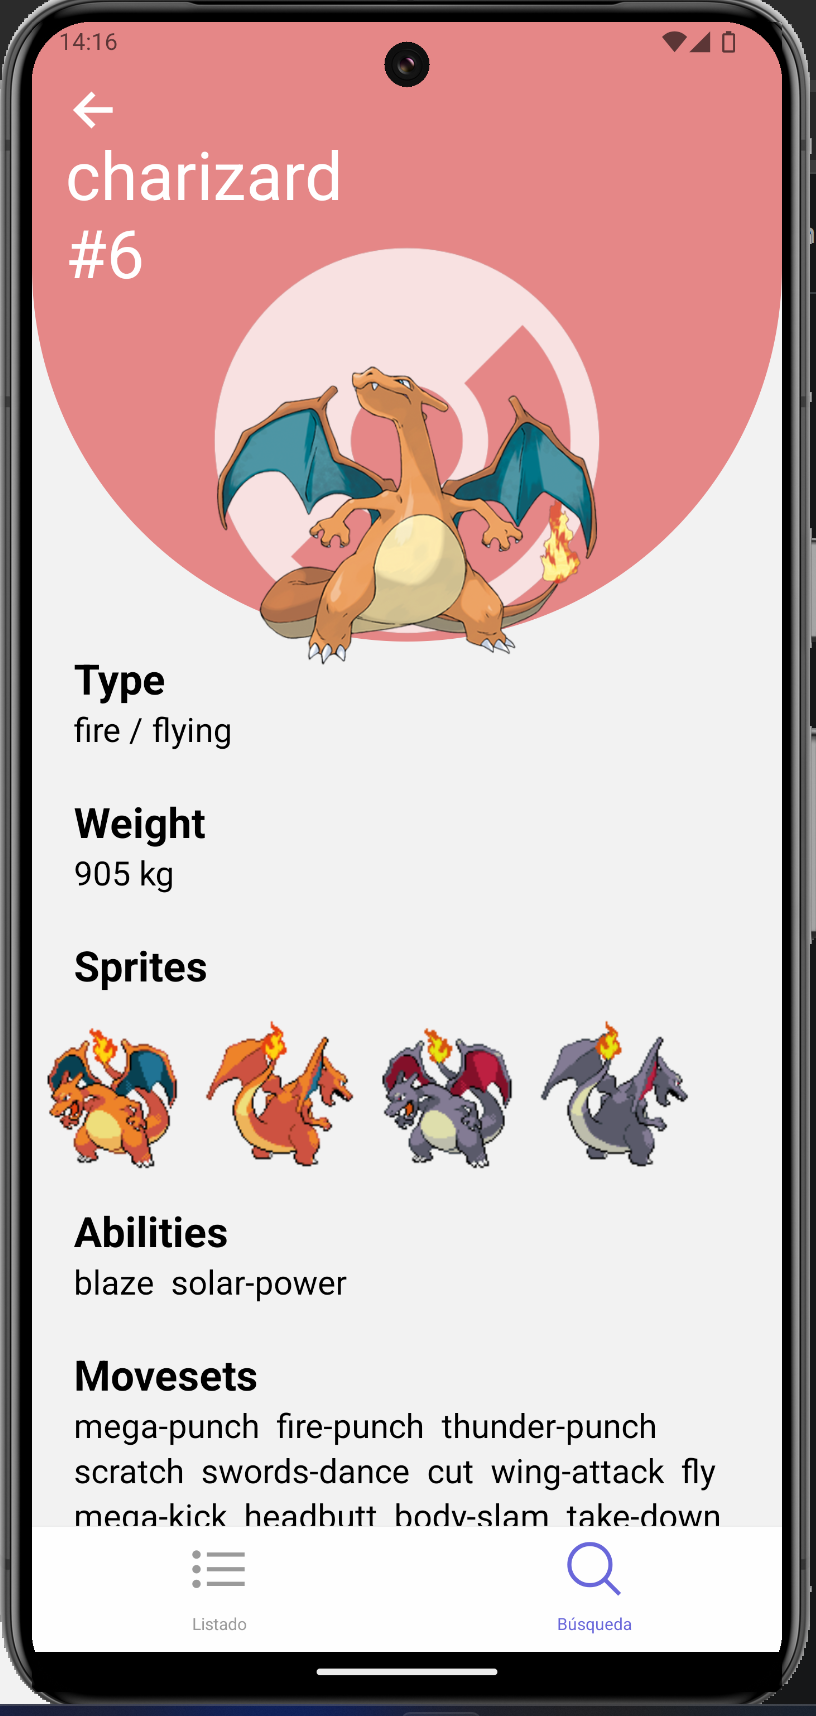 14:16
charizard
#6
Type
fire / flying
Weight
905 kg
Sprites
Abilities
blaze solar-power
Movesets
mega-punch fire-punch thunder-punch
scratch swords-dance cut wing-attack fly
mega-kick headbutt body-slam take-down
Listado
Búsqueda